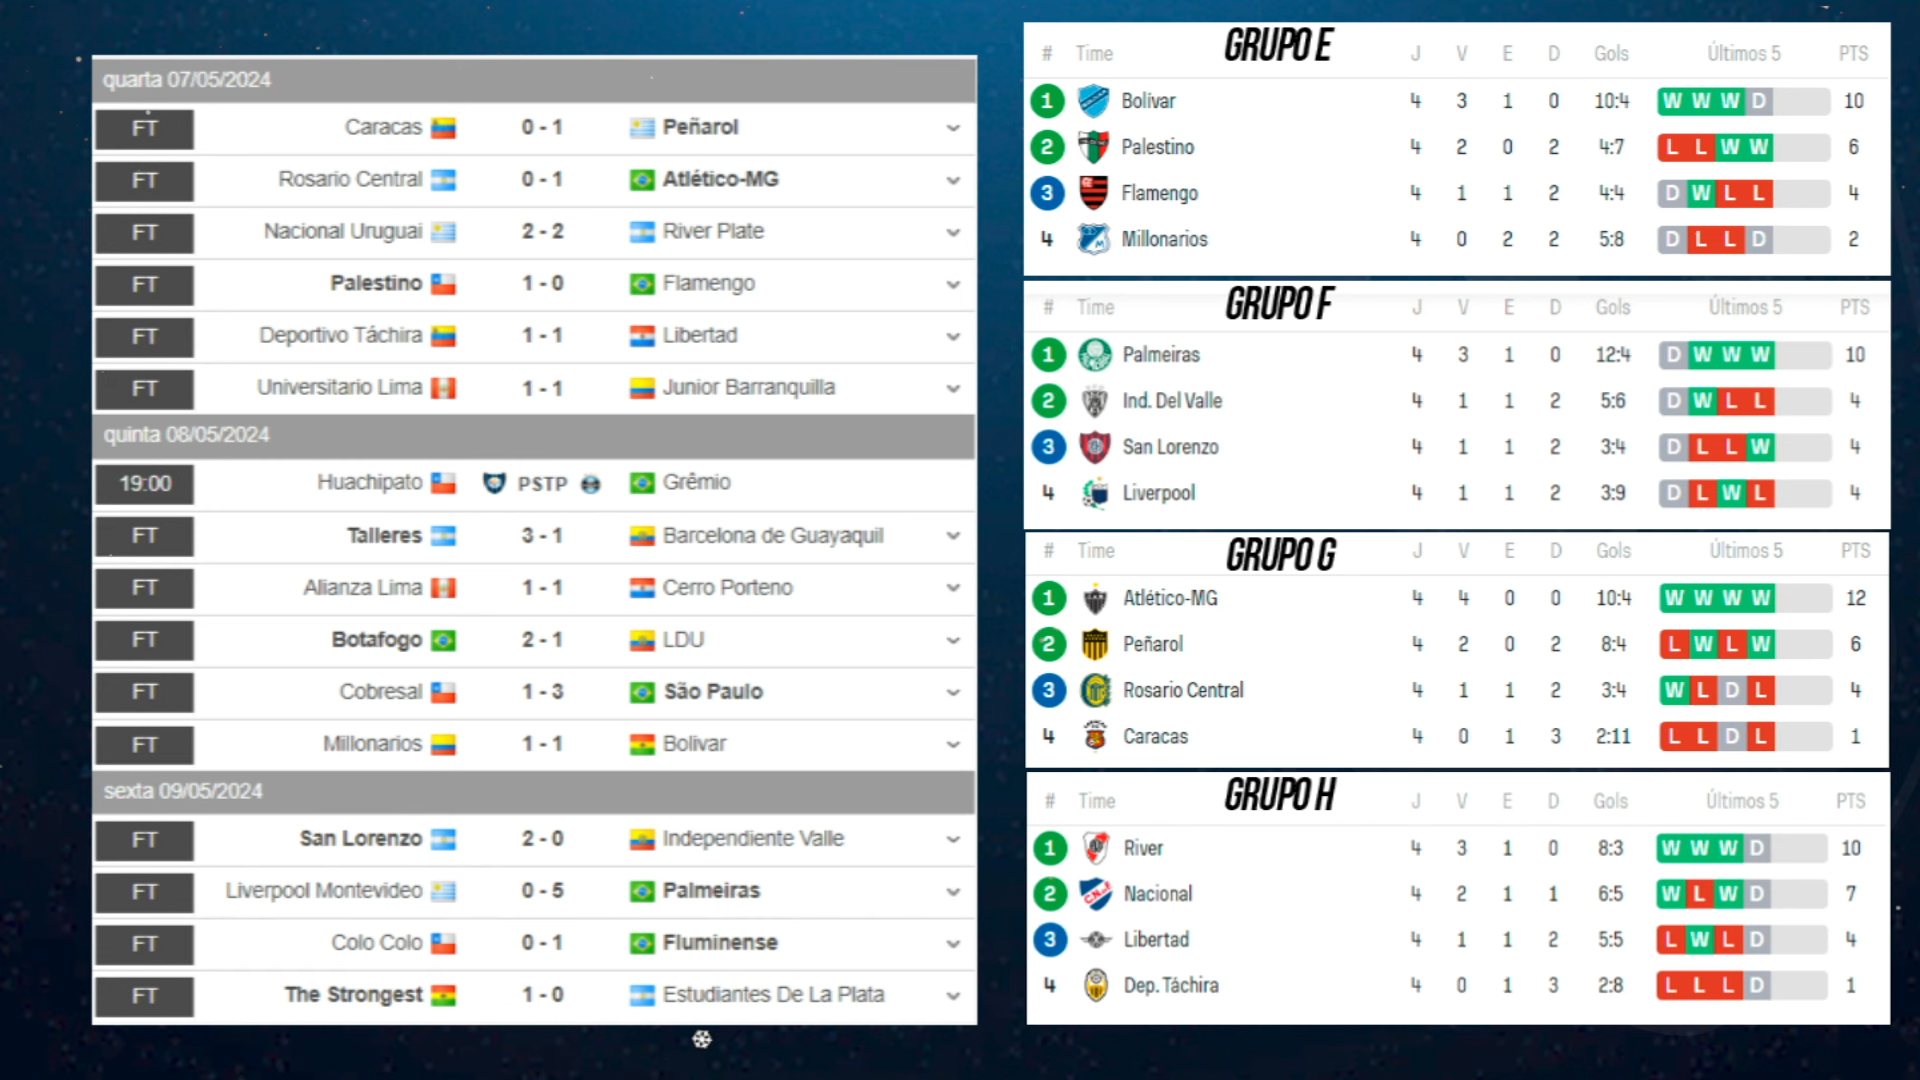 quarta 07/05/2024
FT Caracas 0 - 1 Peñarol
FT Rosario Central 0 - 1 Atlético-MG
FT Nacional Uruguai 2 - 2 River Plate
FT Palestino 1 - 0 Flamengo
FT Deportivo Táchira 1 - 1 Libertad
FT Universitario Lima 1 - 1 Junior Barranquilla
quinta 08/05/2024
19:00 Huachipato PSTP Grêmio
FT Talleres 3 - 1 Barcelona de Guayaquil
FT Alianza Lima 1 - 1 Cerro Porteno
FT Botafogo 2 - 1 LDU
FT Cobresal 1 - 3 São Paulo
FT Millonarios 1 - 1 Bolivar
sexta 09/05/2024
FT San Lorenzo 2 - 0 Independiente Valle
FT Liverpool Montevideo 0 - 5 Palmeiras
FT Colo Colo 0 - 1 Fluminense
FT The Strongest 1 - 0 Estudiantes De La Plata
GRUPO E
# Time J V E D Gols Últimos 5 PTS
1 Bolívar 4 3 1 0 10:4 W W W D 10
2 Palestino 4 2 0 2 4:7 L L W W 6
3 Flamengo 4 1 1 2 4:4 D W L L 4
4 Millonarios 4 0 2 2 5:8 D L L D 2
GRUPO F
# Time J V E D Gols Últimos 5 PTS
1 Palmeiras 4 3 1 0 12:4 D W W W 10
2 Ind. Del Valle 4 1 1 2 5:6 D W L L 4
3 San Lorenzo 4 1 1 2 3:4 D L L W 4
4 Liverpool 4 1 1 2 3:9 D L W L 4
GRUPO G
# Time J V E D Gols Últimos 5 PTS
1 Atlético-MG 4 4 0 0 10:4 W W W W 12
2 Peñarol 4 2 0 2 8:4 L W L W 6
3 Rosario Central 4 1 1 2 3:4 W L D L 4
4 Caracas 4 0 1 3 2:11 L L D L 1
GRUPO H
# Time J V E D Gols Últimos 5 PTS
1 River 4 3 1 0 8:3 W W W D 10
2 Nacional 4 2 1 1 6:5 W L W D 7
3 Libertad 4 1 1 2 5:5 L W L D 4
4 Dep. Táchira 4 0 1 3 2:8 L L L D 1